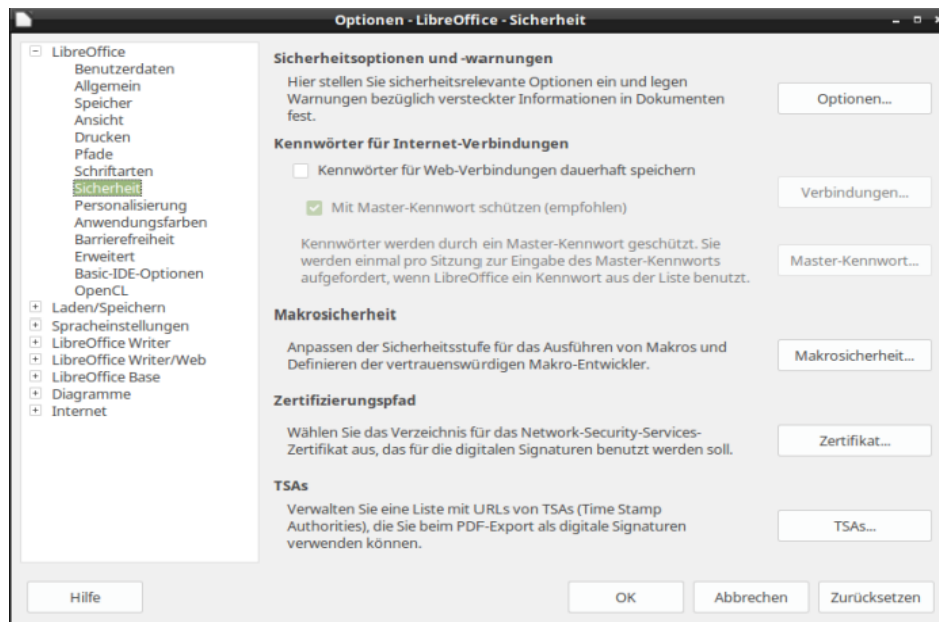 Optionen - LibreOffice - Sicherheit
LibreOffice
Benutzerdaten
Allgemein
Speicher
Ansicht
Drucken
Pfade
Schriftarten
Sicherheit
Personalisierung
Anwendungsfarben
Barrierefreiheit
Erweitert
Basic-IDE-Optionen
OpenCL
Laden/Speichern
Spracheinstellungen
LibreOffice Writer
LibreOffice Writer/Web
LibreOffice Base
Diagramme
Internet
Sicherheitsoptionen und -warnungen
Hier stellen Sie sicherheitsrelevante Optionen ein und legen
Warnungen bezüglich versteckter Informationen in Dokumenten
fest.
Optionen...
Kennwörter für Internet-Verbindungen
Kennwörter für Web-Verbindungen dauerhaft speichern
Verbindungen...
Mit Master-Kennwort schützen (empfohlen)
Kennwörter werden durch ein Master-Kennwort geschützt. Sie
werden einmal pro Sitzung zur Eingabe des Master-Kennworts
aufgefordert, wenn LibreOffice ein Kennwort aus der Liste benutzt.
Master-Kennwort...
Makrosicherheit
Anpassen der Sicherheitsstufe für das Ausführen von Makros und
Definieren der vertrauenswürdigen Makro-Entwickler.
Makrosicherheit...
Zertifizierungspfad
Wählen Sie das Verzeichnis für das Network-Security-Services-
Zertifikat aus, das für die digitalen Signaturen benutzt werden soll.
Zertifikat...
TSAs
Verwalten Sie eine Liste mit URLs von TSAs (Time Stamp
Authorities), die Sie beim PDF-Export als digitale Signaturen
verwenden können.
TSAs...
Hilfe
OK
Abbrechen
Zurücksetzen